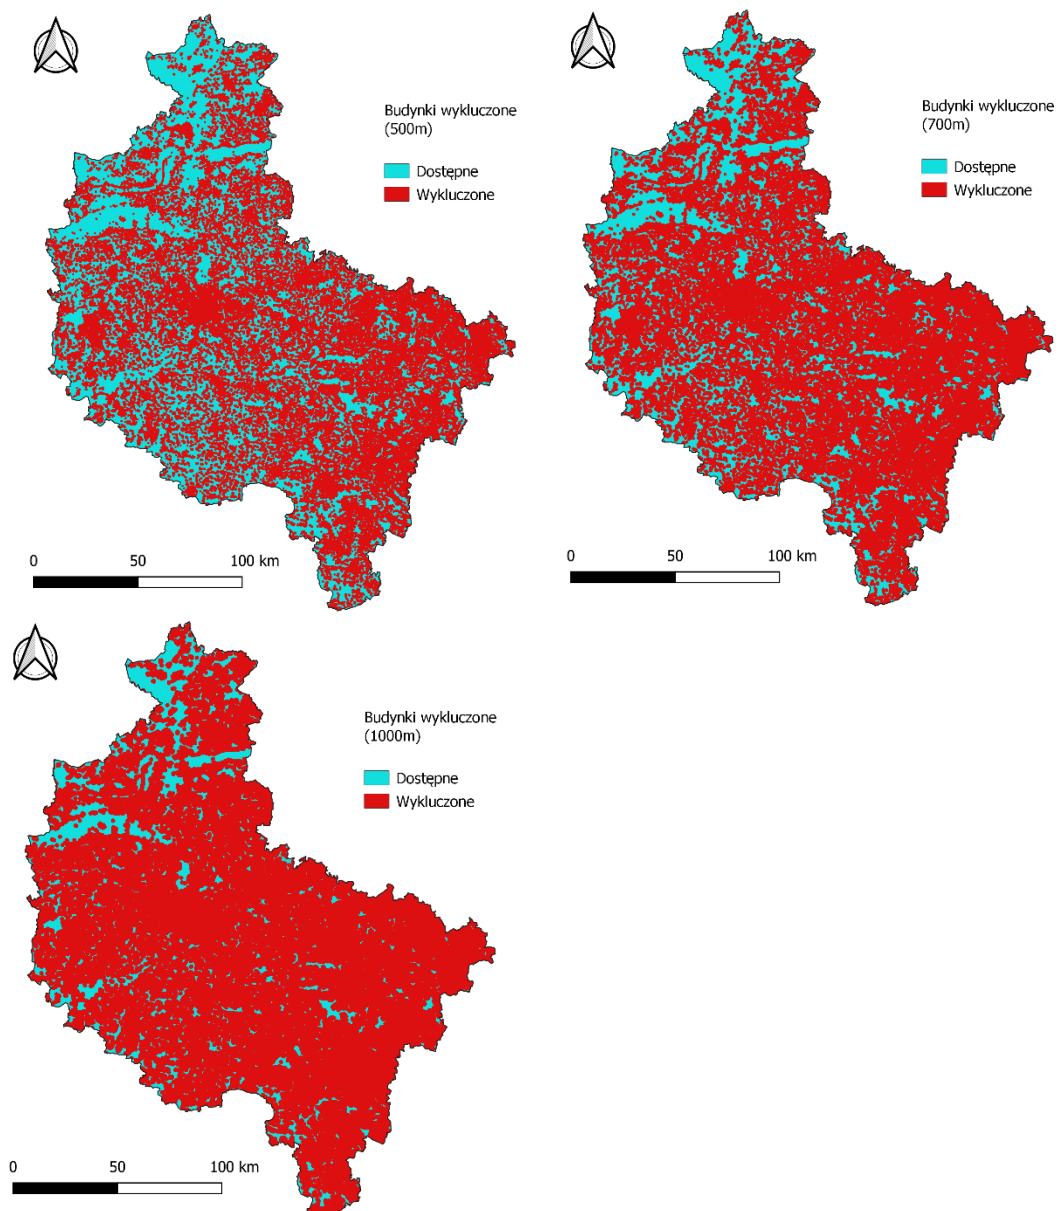 Budynki wykluczone
(500m)
Dostępne
Wykluczone
0 50 100 km
Budynki wykluczone
(700m)
Dostępne
Wykluczone
0 50 100 km
Budynki wykluczone
(1000m)
Dostępne
Wykluczone
0 50 100 km